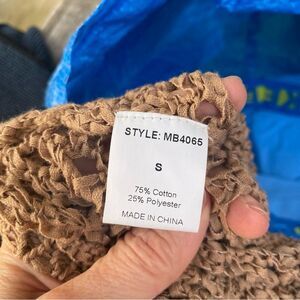 STYLE: MB4065
S
75% Cotton
25% Polyester
MADE IN CHINA